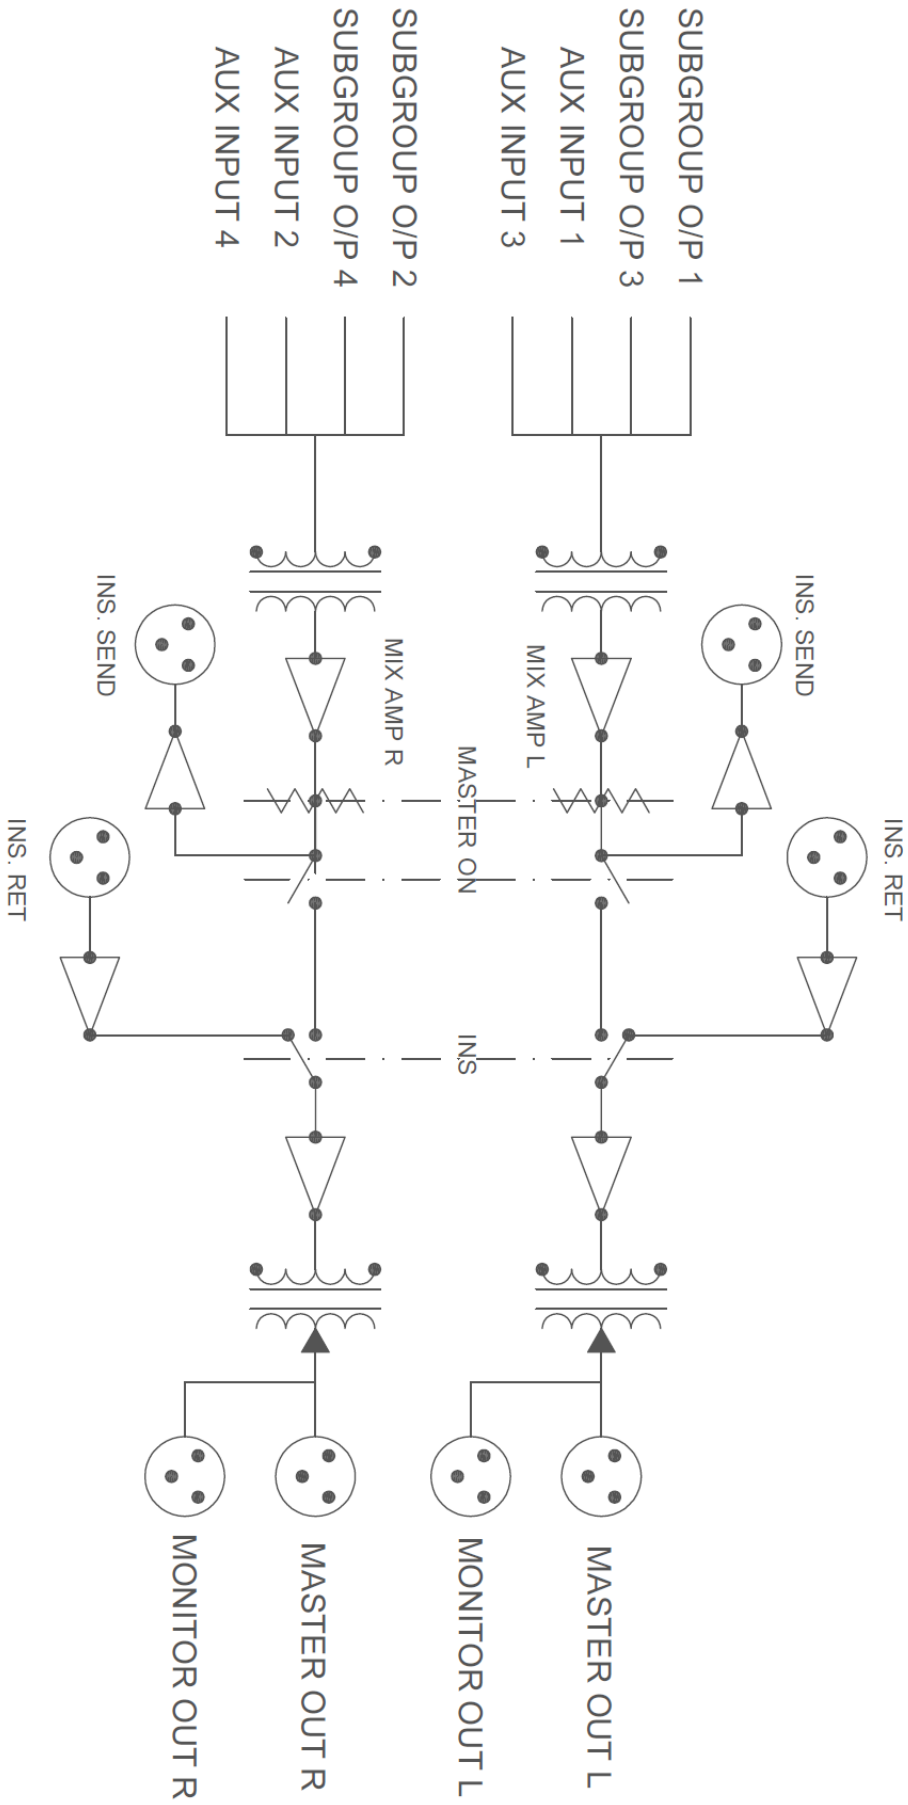 SUBGROUP O/P 1
SUBGROUP O/P 3
AUX INPUT 1
AUX INPUT 3
SUBGROUP O/P 2
SUBGROUP O/P 4
AUX INPUT 2
AUX INPUT 4
INS. SEND
INS. RET
MIX AMP L
MASTER ON
INS
MIX AMP R
INS. SEND
INS. RET
MASTER OUT L
MONITOR OUT L
MASTER OUT R
MONITOR OUT R